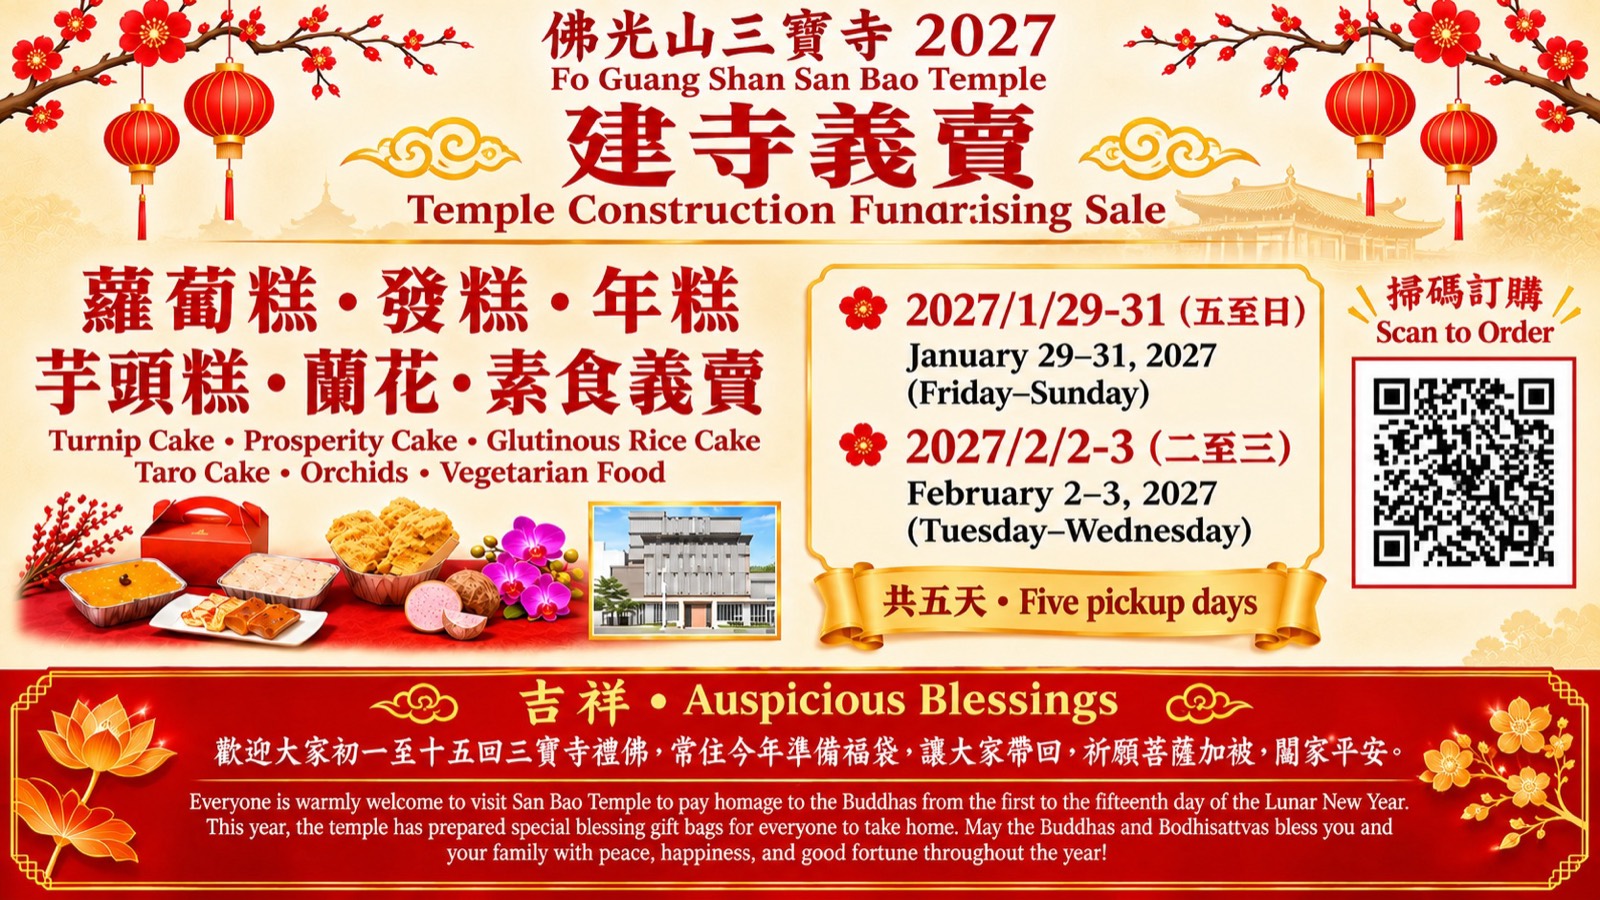 佛光山三寶寺 2027
Fo Guang Shan San Bao Temple
建寺義賣
Temple Construction Sale
蘿蔔糕・發糕・年糕
芋頭糕・蘭花・素食義賣
Turnip Cake • Prosperity Cake • Glutinous Rice Cake
Taro Cake • Orchids • Vegetarian Food
2027/1/29-31 (五至日)
January 29–31, 2027
(Friday–Sunday)
2027/2/2-3 (二至三)
February 2–3, 2027
(Tuesday–Wednesday)
共五天 • Five pickup days
掃碼訂購
Scan to Order
吉祥 • Auspicious Blessings
歡迎大家初一至十五回三寶寺禮佛，常住今年準備福袋，讓大家帶回，祈願菩薩加被，闔家平安。
Everyone is warmly welcome to visit San Bao Temple to pay homage to the Buddhas from the first to the fifteenth day of the Lunar New Year.
This year, the temple has prepared special blessing gift bags for everyone to take home. May the Buddhas and Bodhisattvas bless you and
your family with peace, happiness, and good fortune throughout the year!